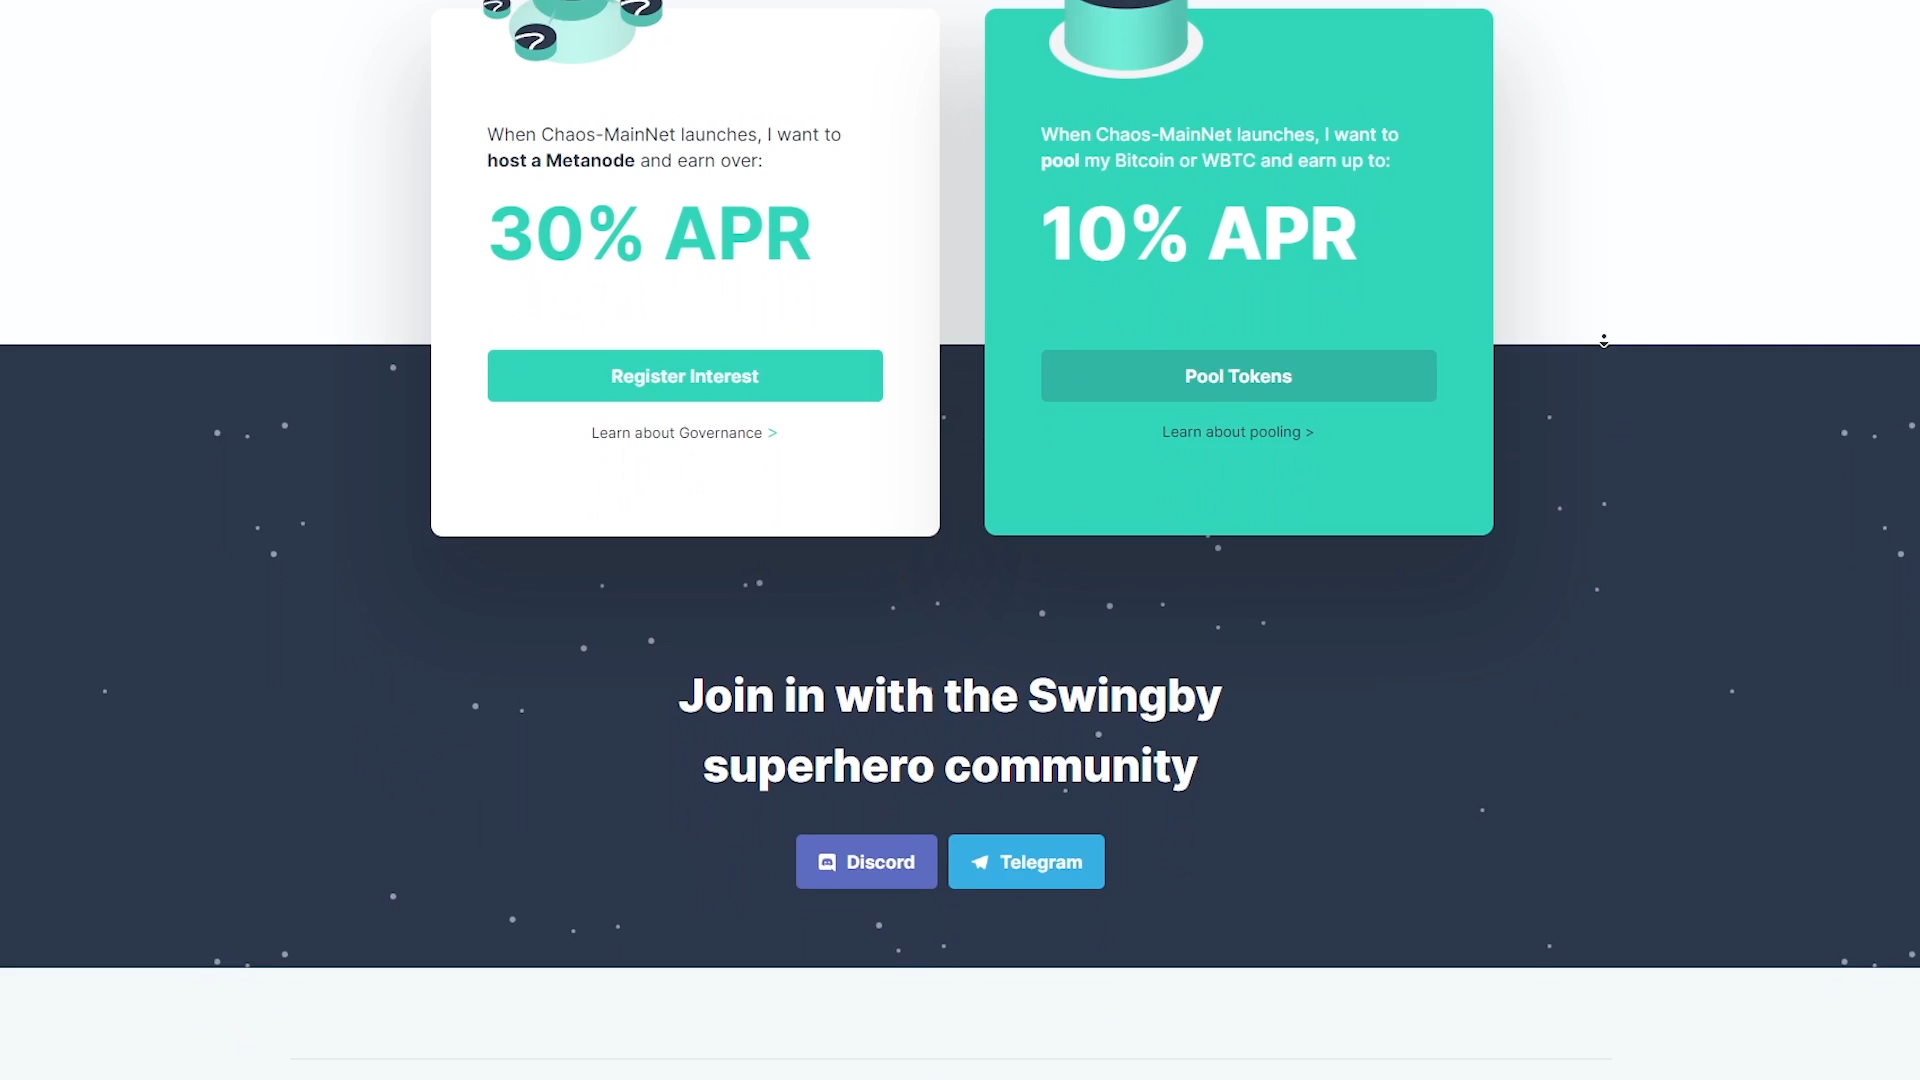 When Chaos-MainNet launches, I want to
host a Metanode and earn over:
30% APR
Register Interest
Learn about Governance >
When Chaos-MainNet launches, I want to
pool my Bitcoin or WBTC and earn up to:
10% APR
Pool Tokens
Learn about pooling >
Join in with the Swingby
superhero community
Discord
Telegram